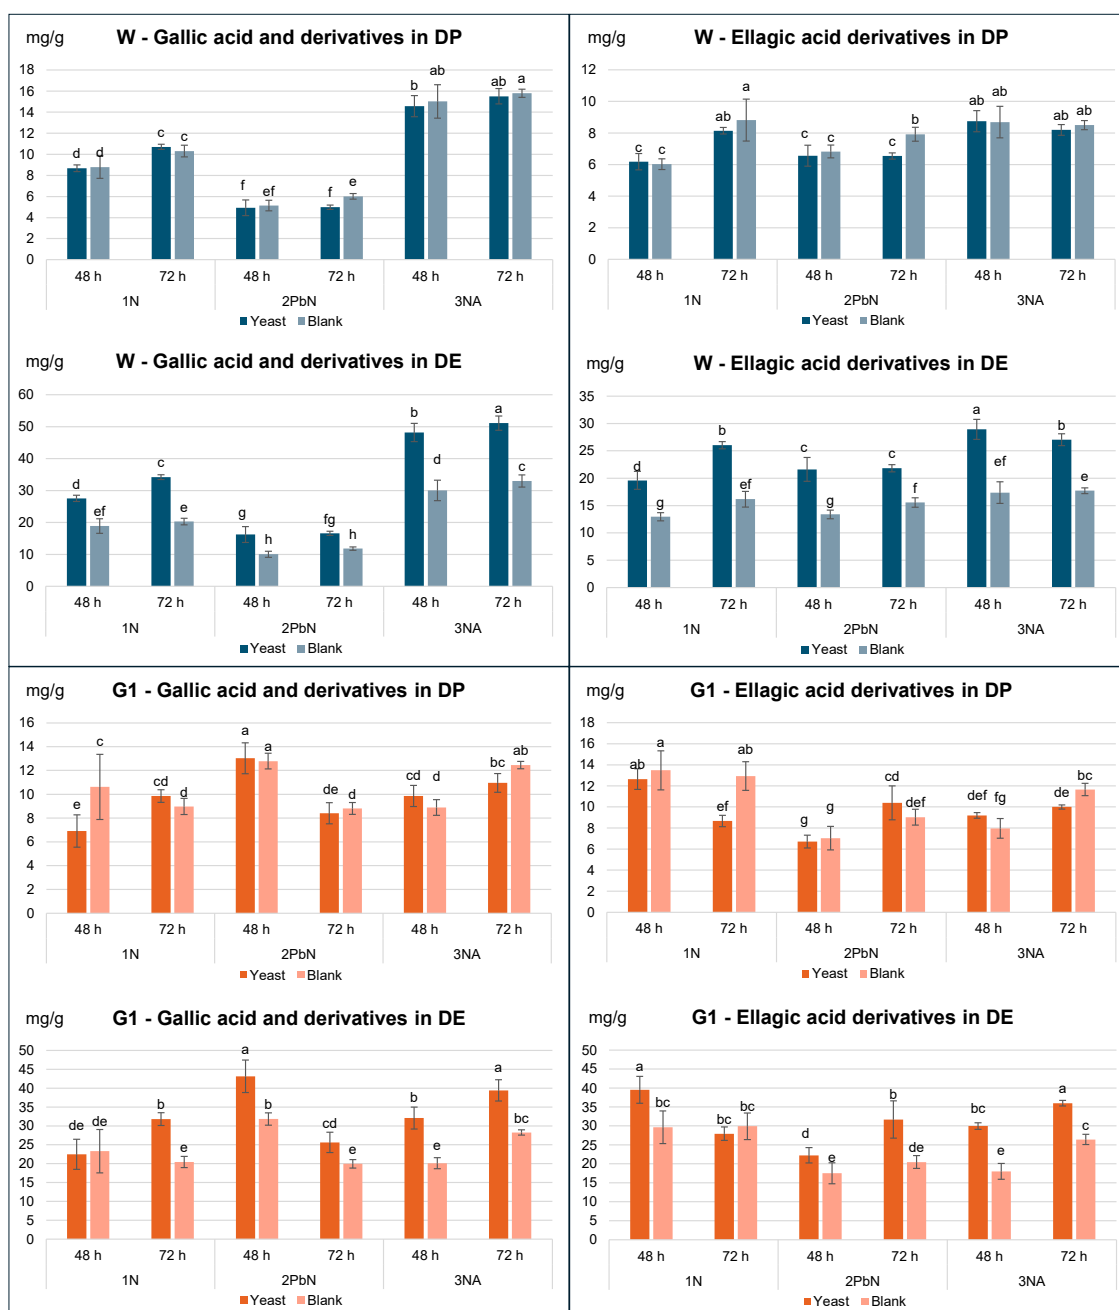 mg/g W - Gallic acid and derivatives in DP
18
16
14
12
10
8
6
4
2
0
d d c c f ef f e b ab ab a
48 h 72 h 48 h 72 h 48 h 72 h
1N 2PbN 3NA
Yeast Blank
mg/g W - Ellagic acid derivatives in DP
12
10
8
6
4
2
0
c c ab a c c c b ab ab ab ab
48 h 72 h 48 h 72 h 48 h 72 h
1N 2PbN 3NA
Yeast Blank
mg/g W - Gallic acid and derivatives in DE
60
50
40
30
20
10
0
f ef c e g h fg h b d a c
48 h 72 h 48 h 72 h 48 h 72 h
1N 2PbN 3NA
Yeast Blank
mg/g W - Ellagic acid derivatives in DE
35
30
25
20
15
10
5
0
d g b ef c g c f a ef b e
48 h 72 h 48 h 72 h 48 h 72 h
1N 2PbN 3NA
Yeast Blank
mg/g G1 - Gallic acid and derivatives in DP
16
14
12
10
8
6
4
2
0
e c cd d a a de d cd d bc ab
48 h 72 h 48 h 72 h 48 h 72 h
1N 2PbN 3NA
Yeast Blank
mg/g G1 - Ellagic acid derivatives in DP
18
16
14
12
10
8
6
4
2
0
ab a ef ab g g cd def def fg de bc
48 h 72 h 48 h 72 h 48 h 72 h
1N 2PbN 3NA
Yeast Blank
mg/g G1 - Gallic acid and derivatives in DE
50
45
40
35
30
25
20
15
10
5
0
de de b e a b cd e b e a bc
48 h 72 h 48 h 72 h 48 h 72 h
1N 2PbN 3NA
Yeast Blank
mg/g G1 - Ellagic acid derivatives in DE
50
45
40
35
30
25
20
15
10
5
0
a bc bc bc d e b de bc e a c
48 h 72 h 48 h 72 h 48 h 72 h
1N 2PbN 3NA
Yeast Blank